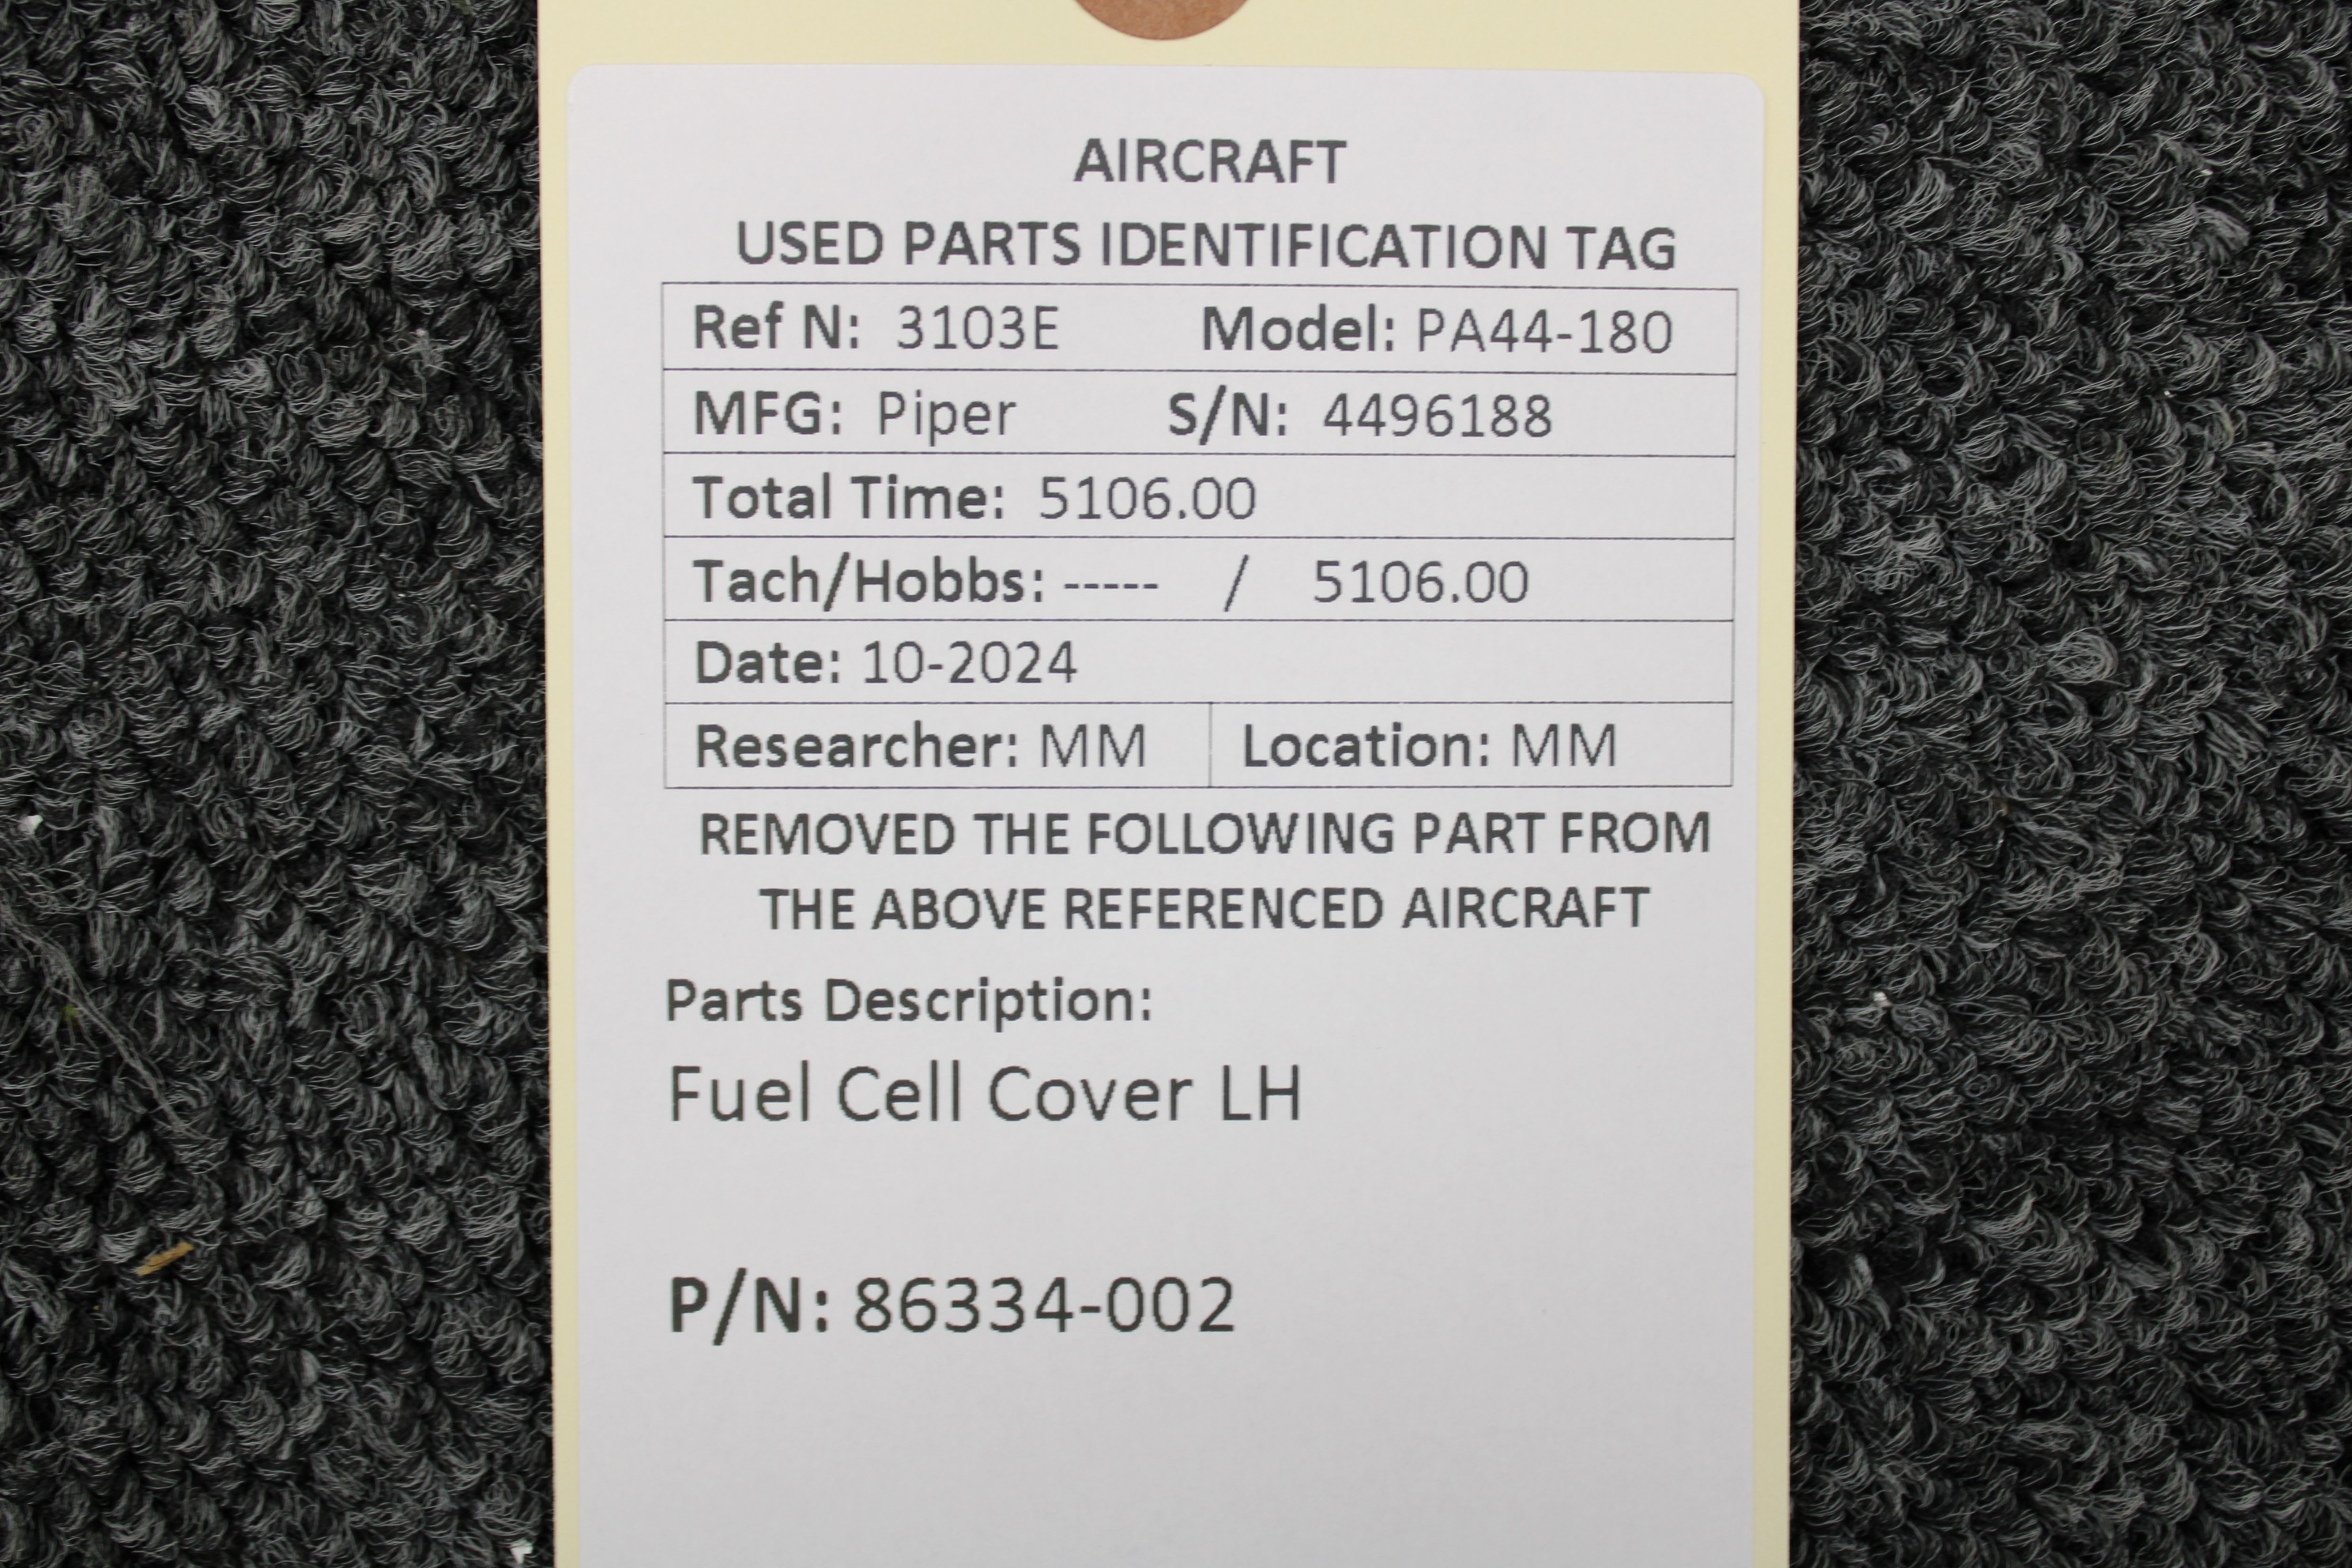 AIRCRAFT
USED PARTS IDENTIFICATION TAG
Ref N: 3103E Model: PA44-180
MFG: Piper S/N: 4496188
Total Time: 5106.00
Tach/Hobbs: ----- / 5106.00
Date: 10-2024
Researcher: MM Location: MM
REMOVED THE FOLLOWING PART FROM
THE ABOVE REFERENCED AIRCRAFT
Parts Description:
Fuel Cell Cover LH
P/N: 86334-002